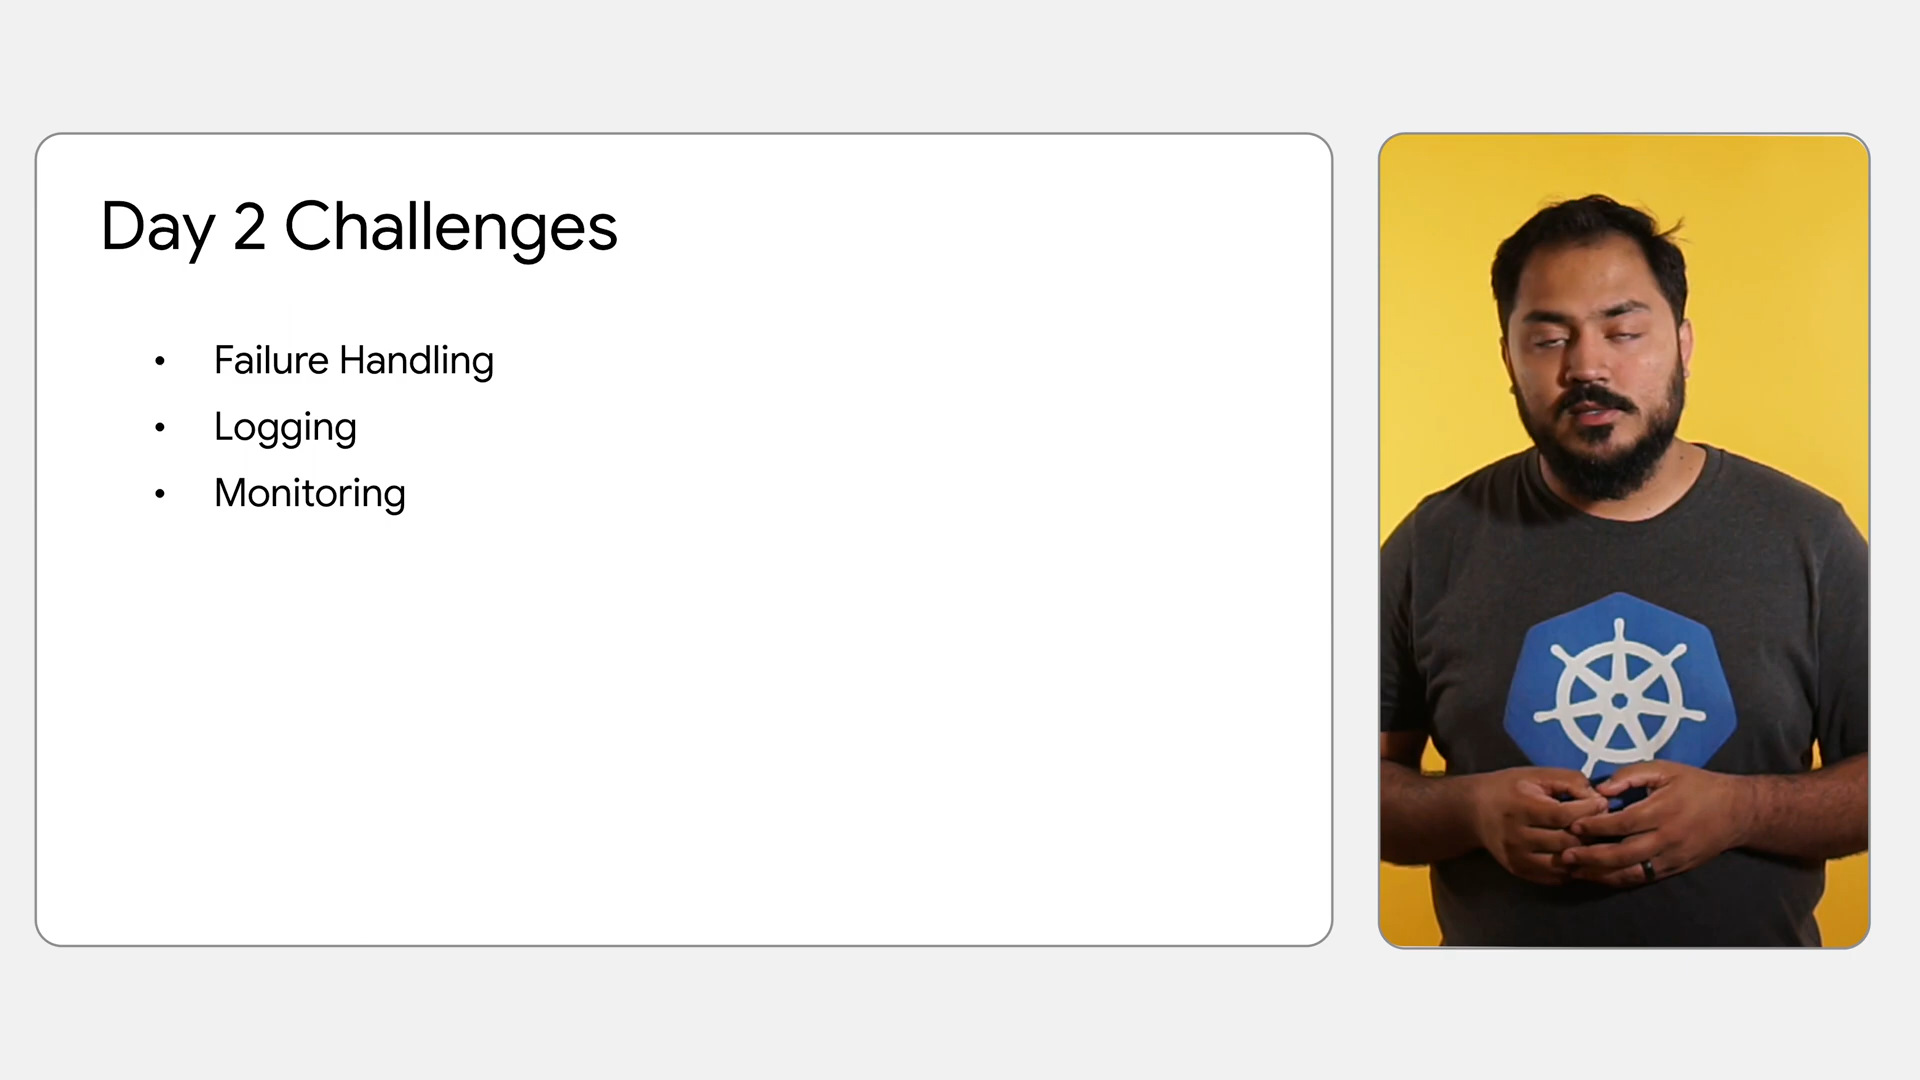 Day 2 Challenges
• Failure Handling
• Logging
• Monitoring